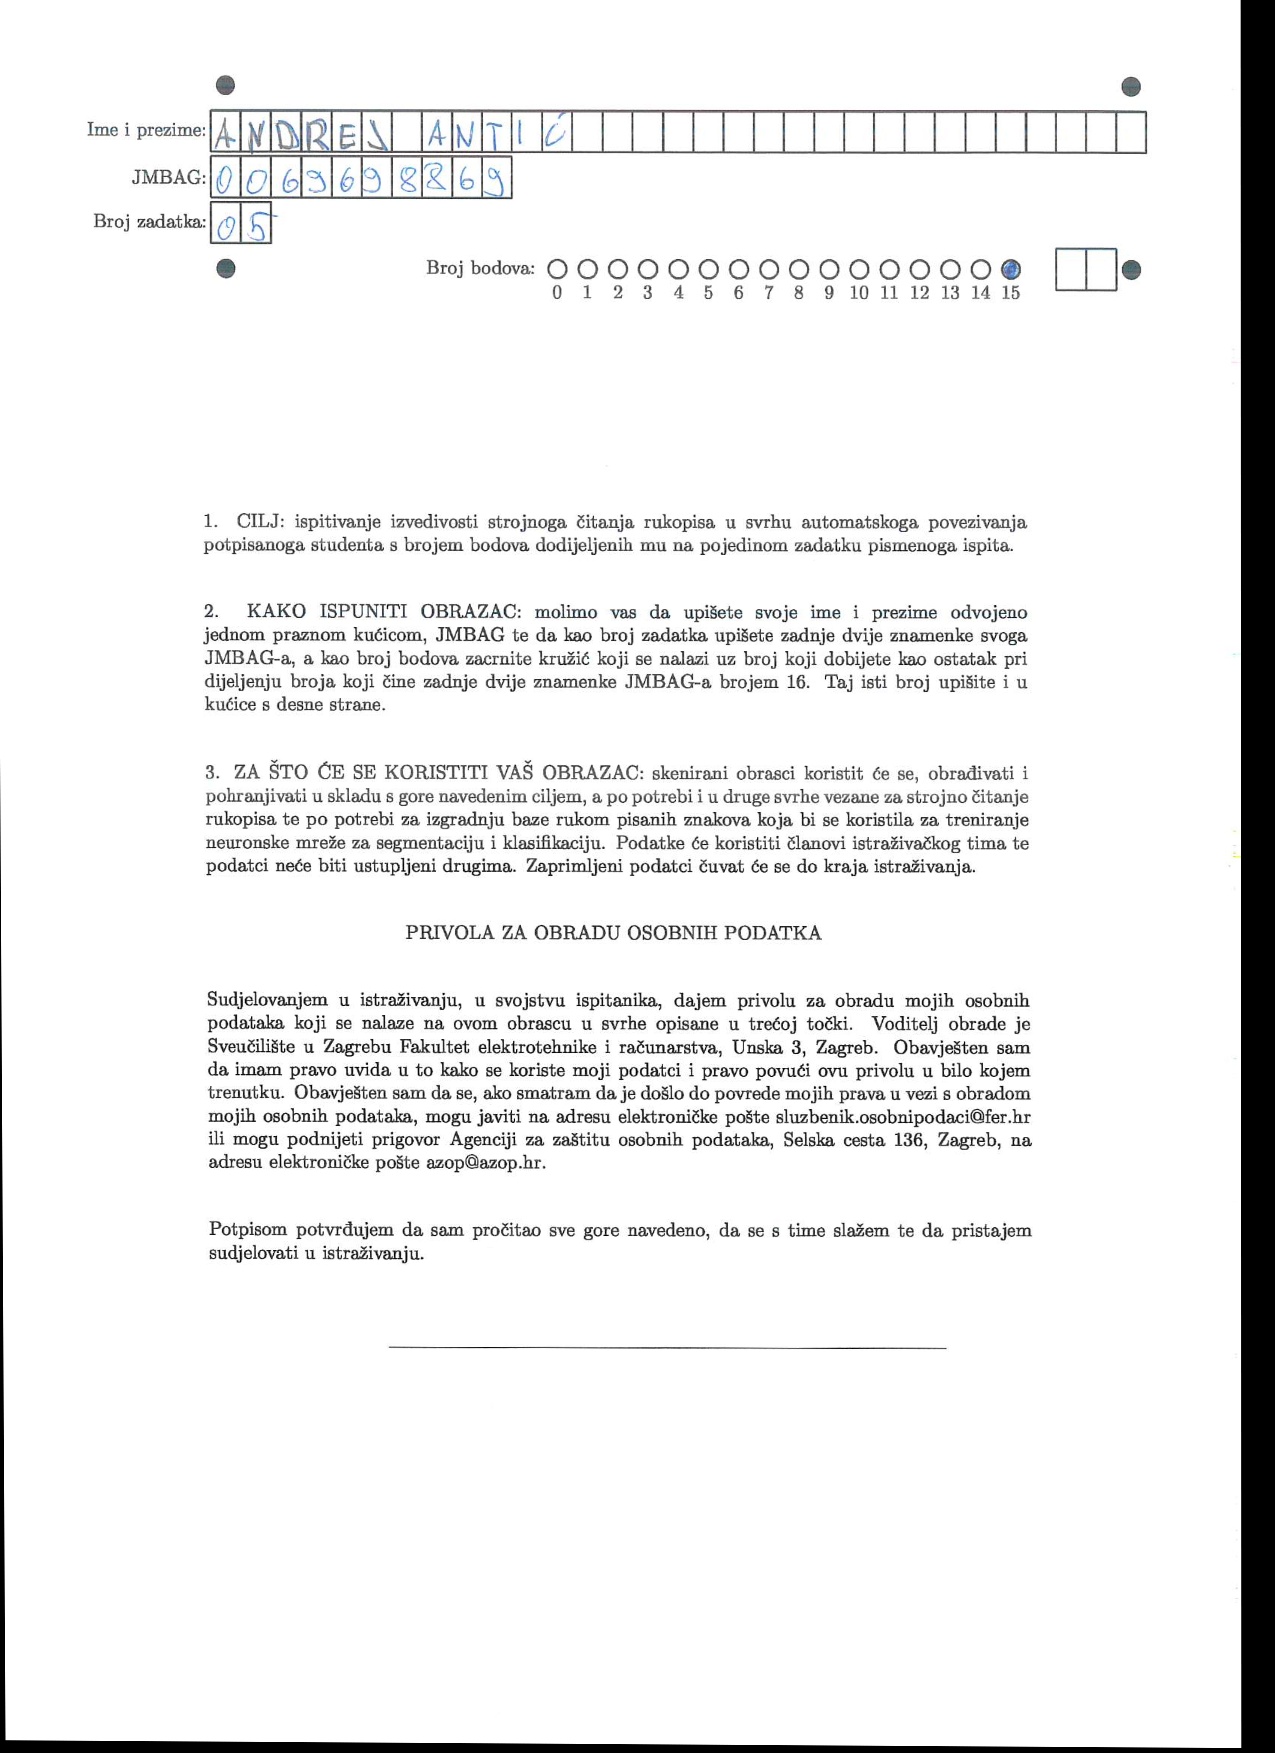 Ime i prezime: ANDREJ ANTIĆ
JMBAG: 0069698869
Broj zadatka: 05
Broj bodova:
0 1 2 3 4 5 6 7 8 9 10 11 12 13 14 15
1. CILJ: ispitivanje izvedivosti strojnoga čitanja rukopisa u svrhu automatskoga povezivanja
potpisanoga studenta s brojem bodova dodijeljenih mu na pojedinom zadatku pismenoga ispita.
2. KAKO ISPUNITI OBRAZAC: molimo vas da upišete svoje ime i prezime odvojeno
jednom praznom kućicom, JMBAG te da kao broj zadatka upišete zadnje dvije znamenke svoga
JMBAG-a, a kao broj bodova zacrnite kružić koji se nalazi uz broj koji dobijete kao ostatak pri
dijeljenju broja koji čine zadnje dvije znamenke JMBAG-a brojem 16. Taj isti broj upišite i u
kućice s desne strane.
3. ZA ŠTO ĆE SE KORISTITI VAŠ OBRAZAC: skenirani obrasci koristit će se, obrađivati i
pohranjivati u skladu s gore navedenim ciljem, a po potrebi i u druge svrhe vezane za strojno čitanje
rukopisa te po potrebi za izgradnju baze rukom pisanih znakova koja bi se koristila za treniranje
neuronske mreže za segmentaciju i klasifikaciju. Podatke će koristiti članovi istraživačkog tima te
podatci neće biti ustupljeni drugima. Zaprimljeni podatci čuvat će se do kraja istraživanja.
PRIVOLA ZA OBRADU OSOBNIH PODATKA
Sudjelovanjem u istraživanju, u svojstvu ispitanika, dajem privolu za obradu mojih osobnih
podataka koji se nalaze na ovom obrascu u svrhe opisane u trećoj točki. Voditelj obrade je
Sveučilište u Zagrebu Fakultet elektrotehnike i računarstva, Unska 3, Zagreb. Obavješten sam
da imam pravo uvida u to kako se koriste moji podatci i pravo povući ovu privolu u bilo kojem
trenutku. Obavješten sam da se, ako smatram da je došlo do povrede mojih prava u vezi s obradom
mojih osobnih podataka, mogu javiti na adresu elektroničke pošte sluzbenik.osobnipodaci@fer.hr
ili mogu podnijeti prigovor Agenciji za zaštitu osobnih podataka, Selska cesta 136, Zagreb, na
adresu elektroničke pošte azop@azop.hr.
Potpisom potvrđujem da sam pročitao sve gore navedeno, da se s time slažem te da pristajem
sudjelovati u istraživanju.